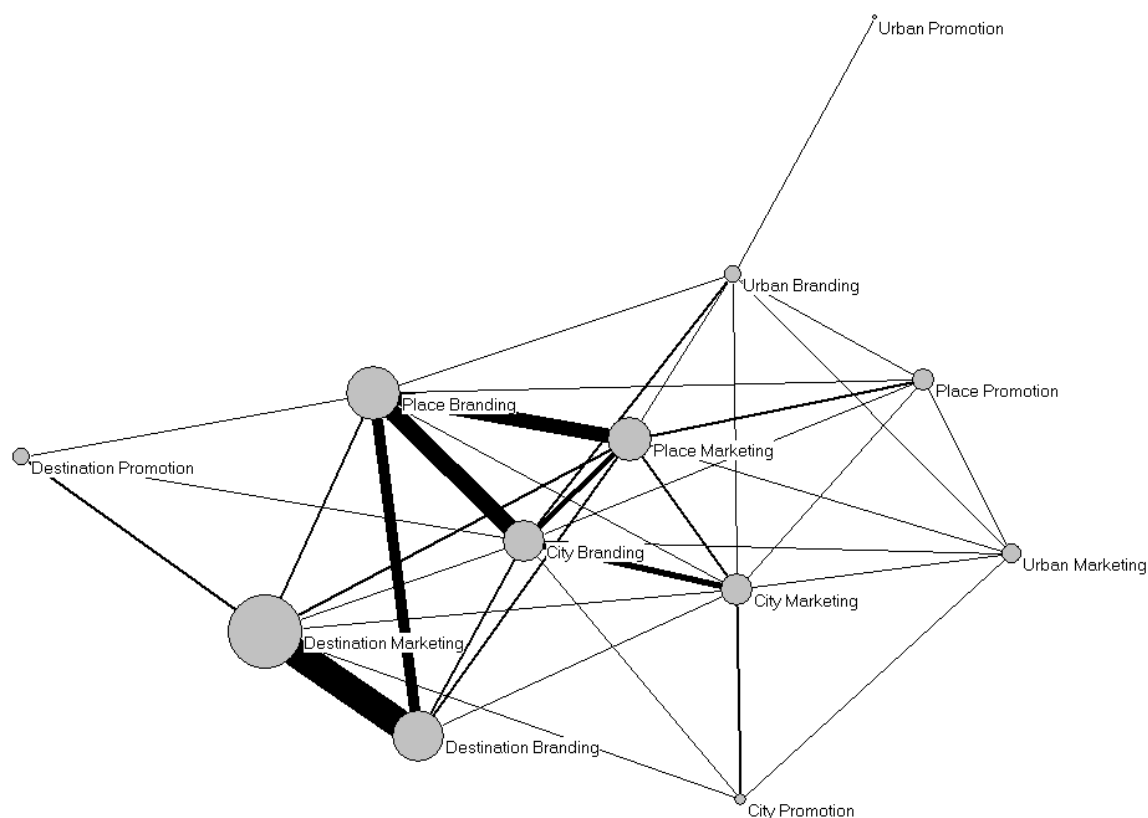 Urban Promotion
Urban Branding
Place Promotion
Place Branding
Place Marketing
Destination Promotion
City Branding
Urban Marketing
City Marketing
Destination Marketing
Destination Branding
City Promotion